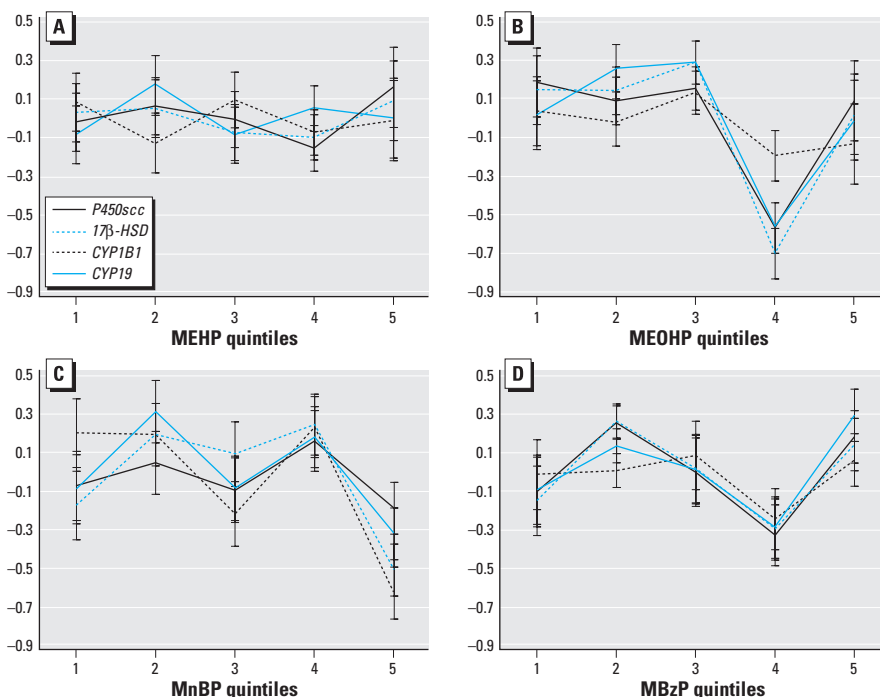 A
0.5
0.3
0.1
–0.1
–0.3
–0.5
–0.7
–0.9
P450scc
17β-HSD
CYP1B1
CYP19
1 2 3 4 5
MEHP quintiles
B
0.5
0.3
0.1
–0.1
–0.3
–0.5
–0.7
–0.9
1 2 3 4 5
MEOHP quintiles
C
0.5
0.3
0.1
–0.1
–0.3
–0.5
–0.7
–0.9
1 2 3 4 5
MnBP quintiles
D
0.5
0.3
0.1
–0.1
–0.3
–0.5
–0.7
–0.9
1 2 3 4 5
MBzP quintiles